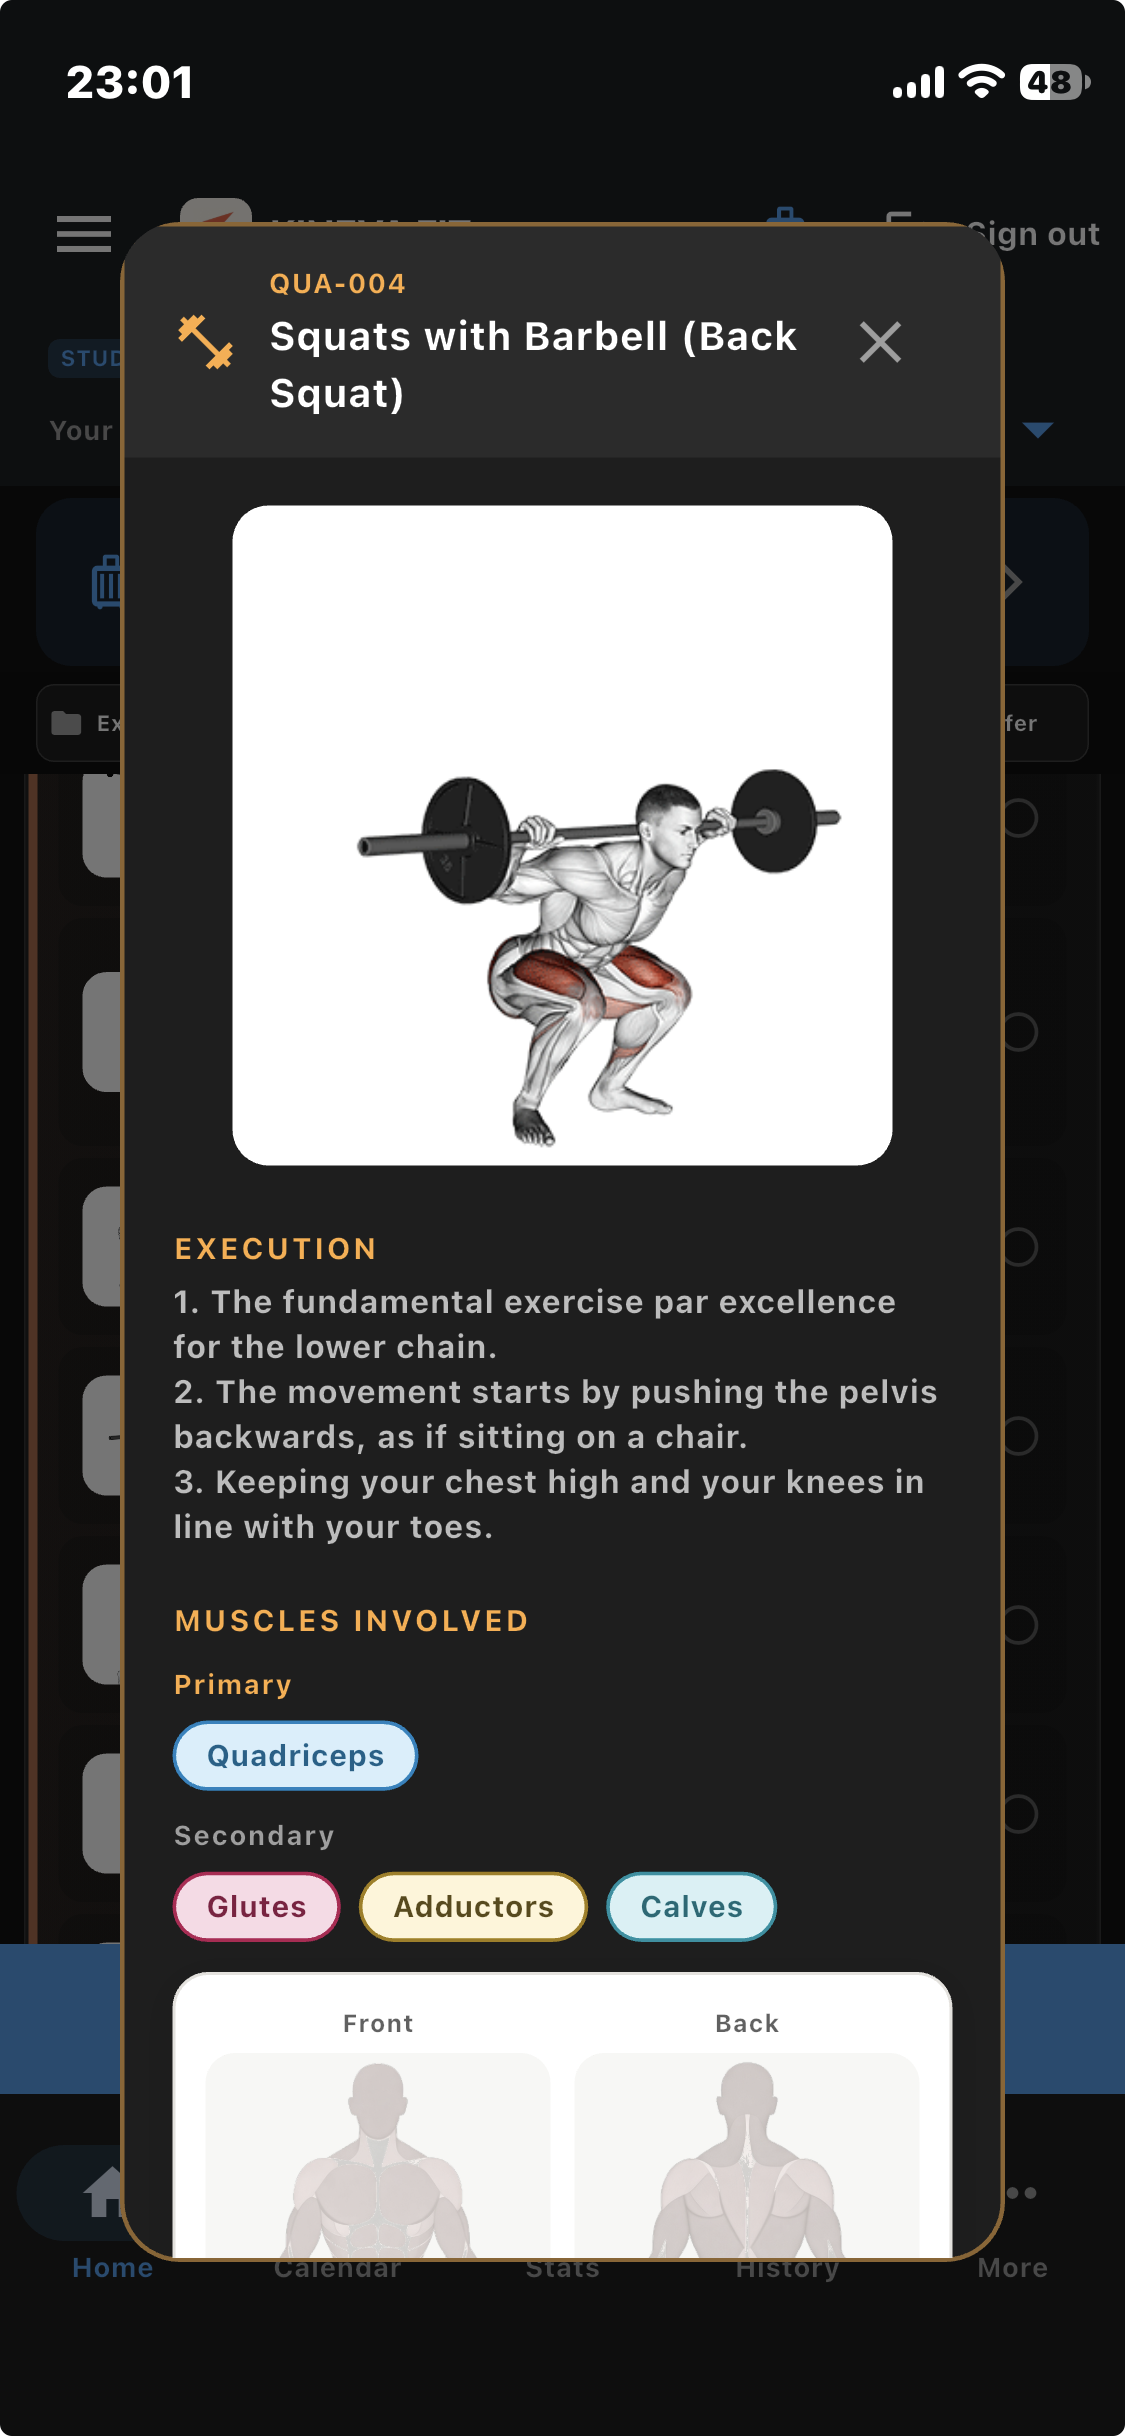 23:01
48
Sign out
QUA-004
Squats with Barbell (Back
Squat)
Your
EXECUTION
1. The fundamental exercise par excellence
for the lower chain.
2. The movement starts by pushing the pelvis
backwards, as if sitting on a chair.
3. Keeping your chest high and your knees in
line with your toes.
MUSCLES INVOLVED
Primary
Quadriceps
Secondary
Glutes Adductors Calves
Front Back
Home Calendar Stats History More